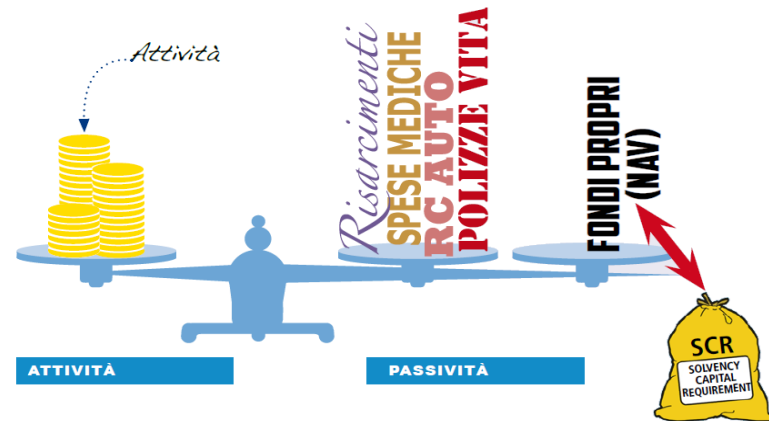 Attività
Risarcimenti
SPESE MEDICHE
RC AUTO
POLIZZE VITA
FONDI PROPRI
(NAV)
SCR
SOLVENCY
CAPITAL
REQUIREMENT
ATTIVITÀ
PASSIVITÀ